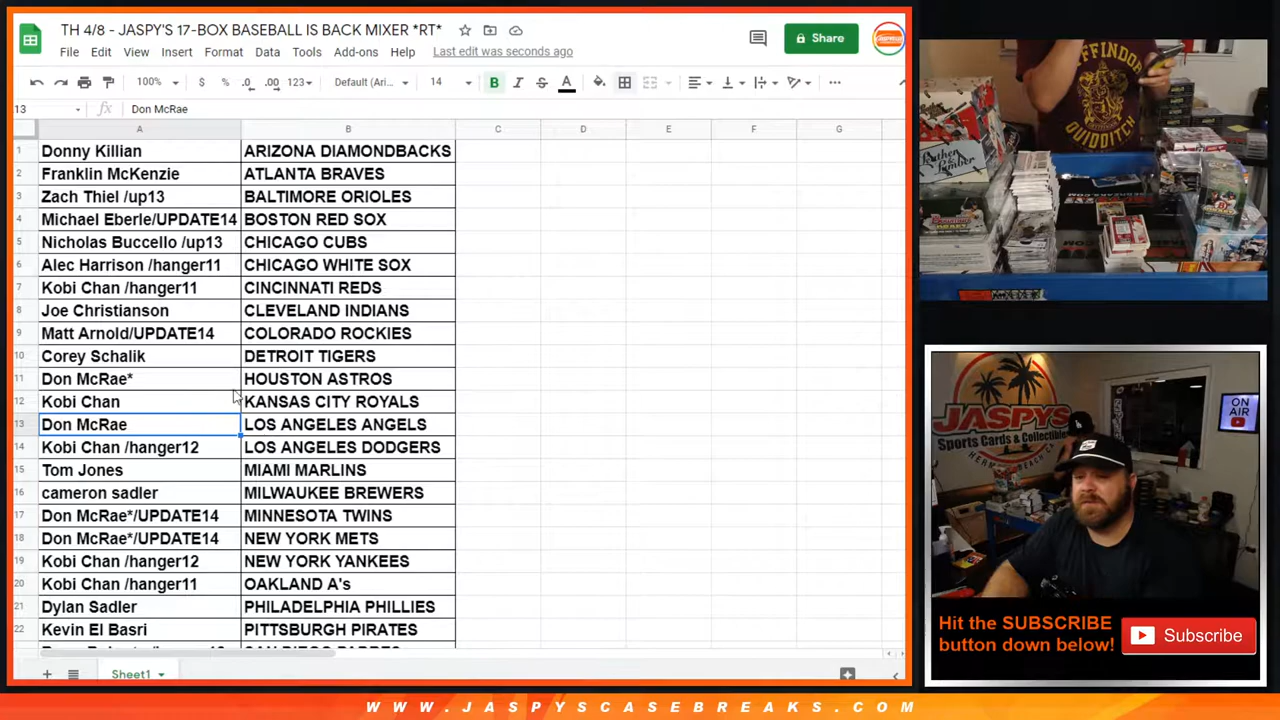 TH 4/8 - JASPY'S 17-BOX BASEBALL IS BACK MIXER *RT*
File Edit View Insert Format Data Tools Add-ons Help Last edit was seconds ago
Share
100% $ % .0 .00 123 Default (Ari... 14 B I S A
13 fx Don McRae
A B C D E F G
1 Donny Killian ARIZONA DIAMONDBACKS
2 Franklin McKenzie ATLANTA BRAVES
3 Zach Thiel /up13 BALTIMORE ORIOLES
4 Michael Eberle/UPDATE14 BOSTON RED SOX
5 Nicholas Buccello /up13 CHICAGO CUBS
6 Alec Harrison /hanger11 CHICAGO WHITE SOX
7 Kobi Chan /hanger11 CINCINNATI REDS
8 Joe Christianson CLEVELAND INDIANS
9 Matt Arnold/UPDATE14 COLORADO ROCKIES
10 Corey Schalik DETROIT TIGERS
11 Don McRae* HOUSTON ASTROS
12 Kobi Chan KANSAS CITY ROYALS
13 Don McRae LOS ANGELES ANGELS
14 Kobi Chan /hanger12 LOS ANGELES DODGERS
15 Tom Jones MIAMI MARLINS
16 cameron sadler MILWAUKEE BREWERS
17 Don McRae*/UPDATE14 MINNESOTA TWINS
18 Don McRae*/UPDATE14 NEW YORK METS
19 Kobi Chan /hanger12 NEW YORK YANKEES
20 Kobi Chan /hanger11 OAKLAND A's
21 Dylan Sadler PHILADELPHIA PHILLIES
22 Kevin El Basri PITTSBURGH PIRATES
Sheet1
GRYFFINDOR
QUIDDITCH
Leather & Lumber
JASPYS
Sports Cards & Collectibles
ON AIR
Hit the SUBSCRIBE
button down below!
Subscribe
WWW.JASPYSCASEBREAKS.COM